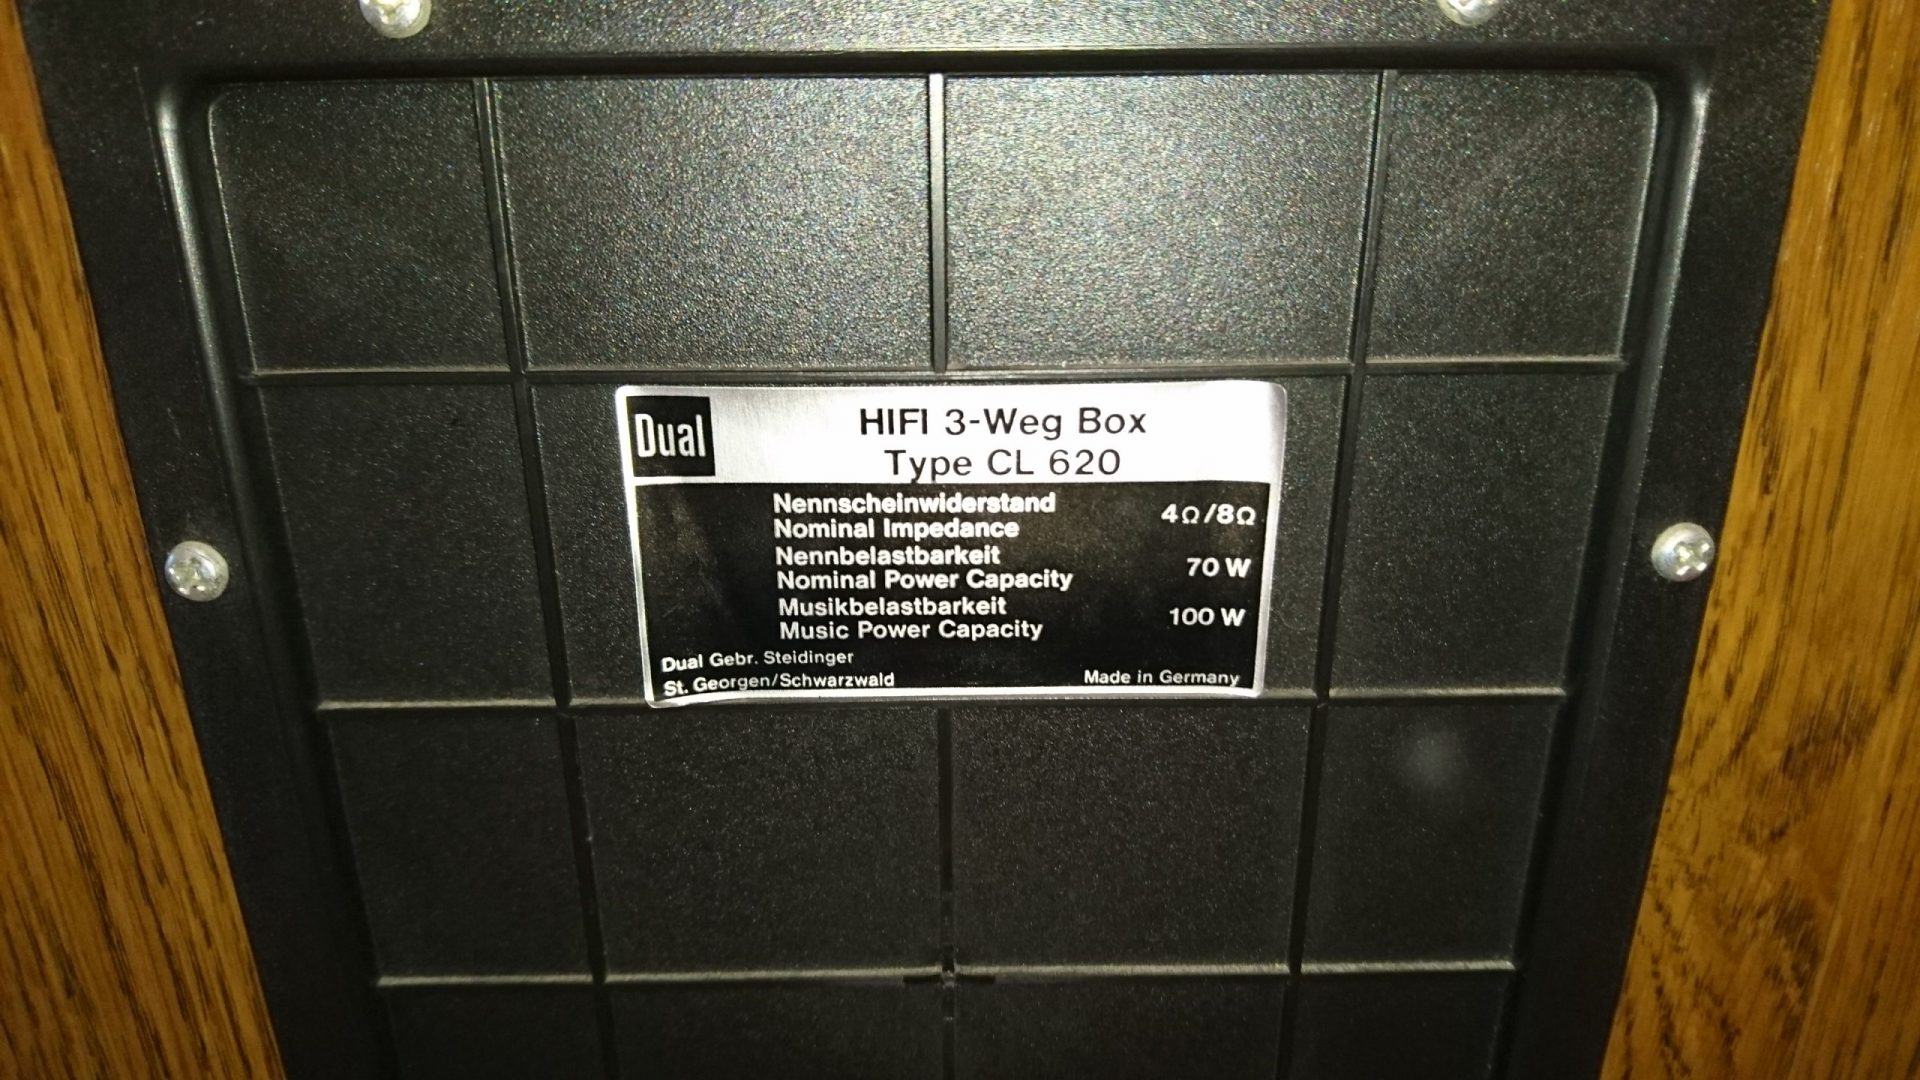 Dual
HIFI 3-Weg Box
Type CL 620
Nennscheinwiderstand
Nominal Impedance
4Ω/8Ω
Nennbelastbarkeit
Nominal Power Capacity
70 W
Musikbelastbarkeit
Music Power Capacity
100 W
Dual Gebr. Steidinger
St. Georgen/Schwarzwald
Made in Germany